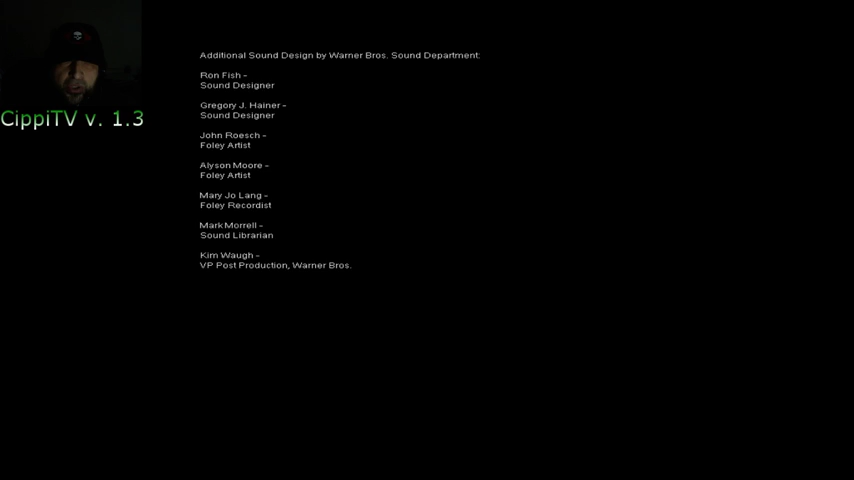 Additional Sound Design by Warner Bros. Sound Department:
Ron Fish -
Sound Designer
Gregory J. Hainer -
Sound Designer
John Roesch -
Foley Artist
Alyson Moore -
Foley Artist
Mary Jo Lang -
Foley Recordist
Mark Morrell -
Sound Librarian
Kim Waugh -
VP Post Production, Warner Bros.
CippiTV v. 1.3